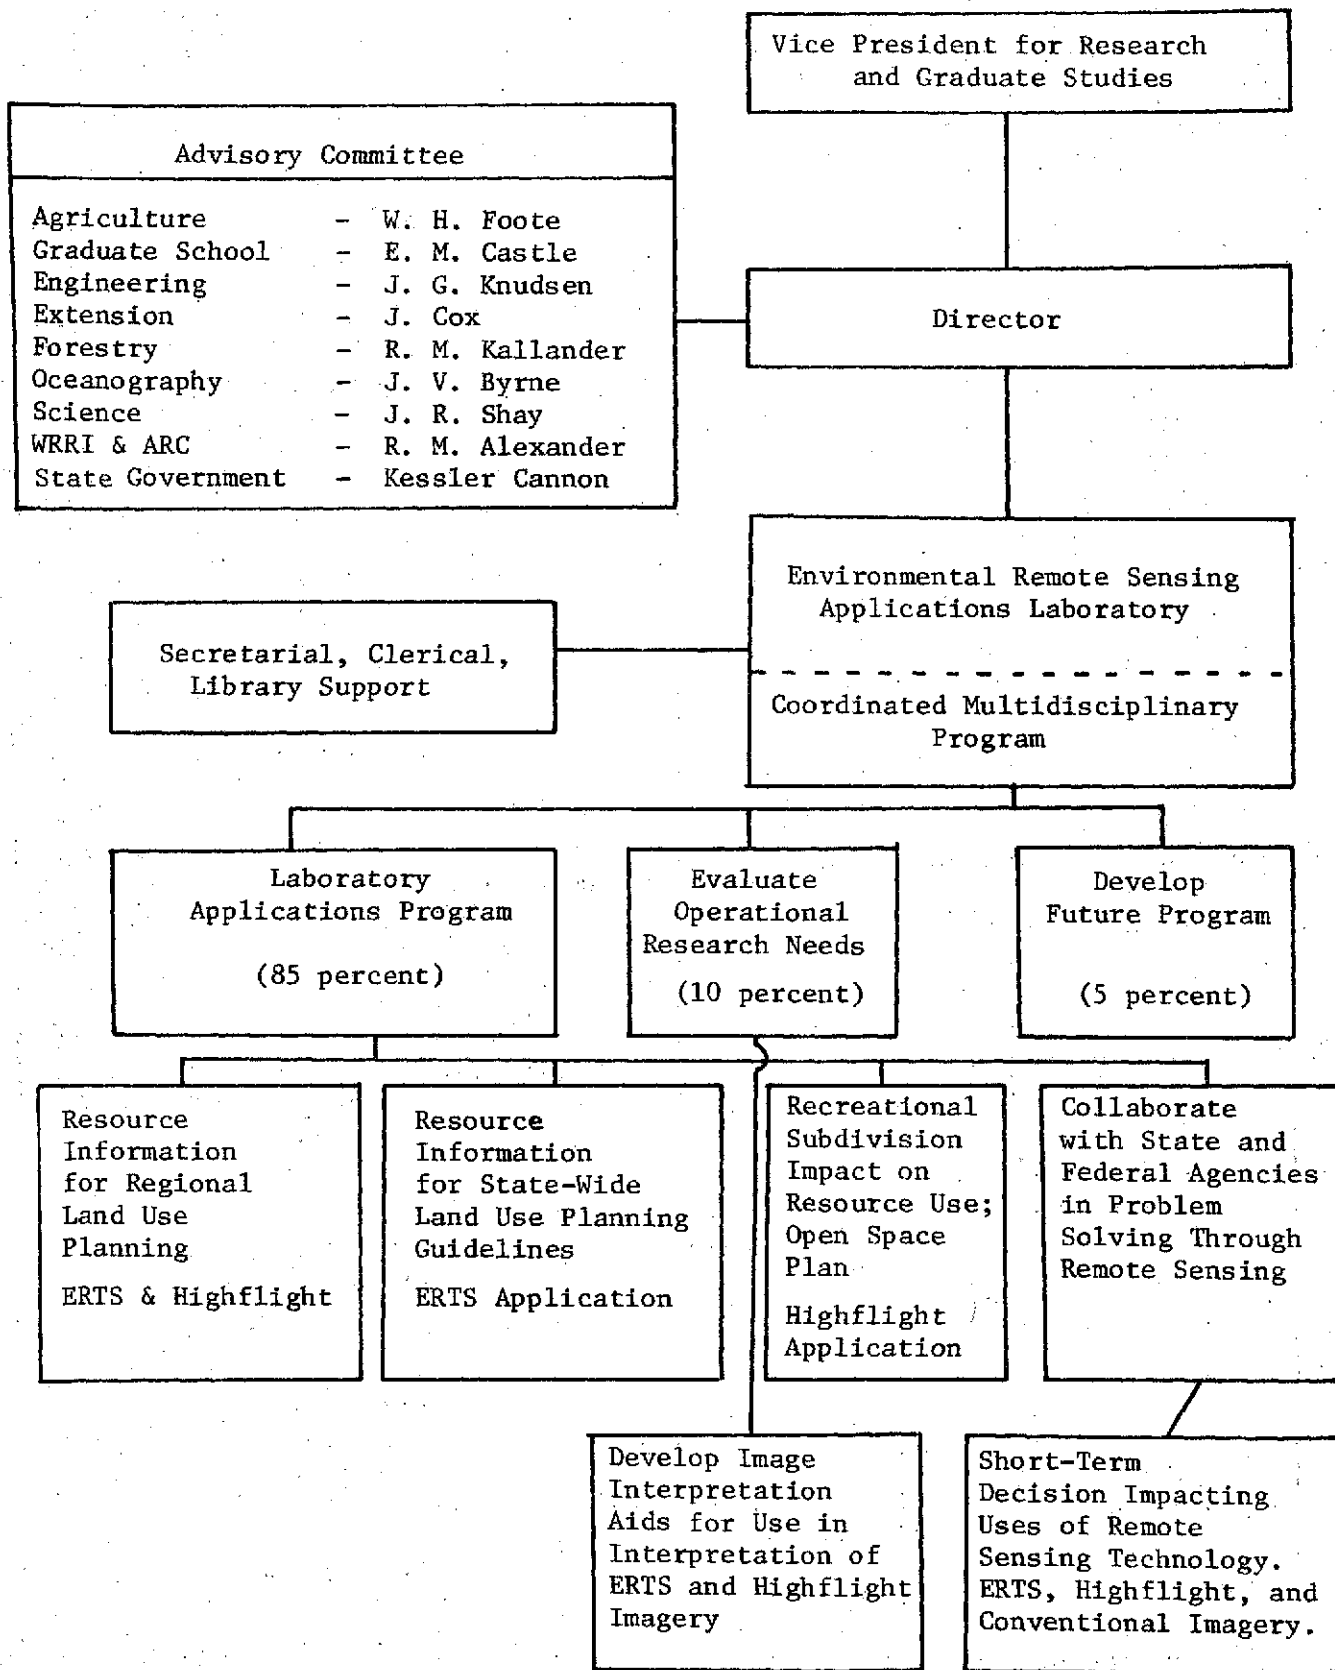 Vice President for Research
and Graduate Studies
Advisory Committee
Agriculture - W. H. Foote
Graduate School - E. M. Castle
Engineering - J. G. Knudsen
Extension - J. Cox
Forestry - R. M. Kallander
Oceanography - J. V. Byrne
Science - J. R. Shay
WRRI & ARC - R. M. Alexander
State Government - Kessler Cannon
Director
Environmental Remote Sensing
Applications Laboratory
Coordinated Multidisciplinary
Program
Secretarial, Clerical,
Library Support
Laboratory
Applications Program
(85 percent)
Evaluate
Operational
Research Needs
(10 percent)
Develop
Future Program
(5 percent)
Resource
Information
for Regional
Land Use
Planning
ERTS & Highflight
Resource
Information
for State-Wide
Land Use Planning
Guidelines
ERTS Application
Recreational
Subdivision
Impact on
Resource Use;
Open Space
Plan
Highflight
Application
Collaborate
with State and
Federal Agencies
in Problem
Solving Through
Remote Sensing
Develop Image
Interpretation
Aids for Use in
Interpretation of
ERTS and Highflight
Imagery
Short-Term
Decision Impacting
Uses of Remote
Sensing Technology.
ERTS, Highflight, and
Conventional Imagery.